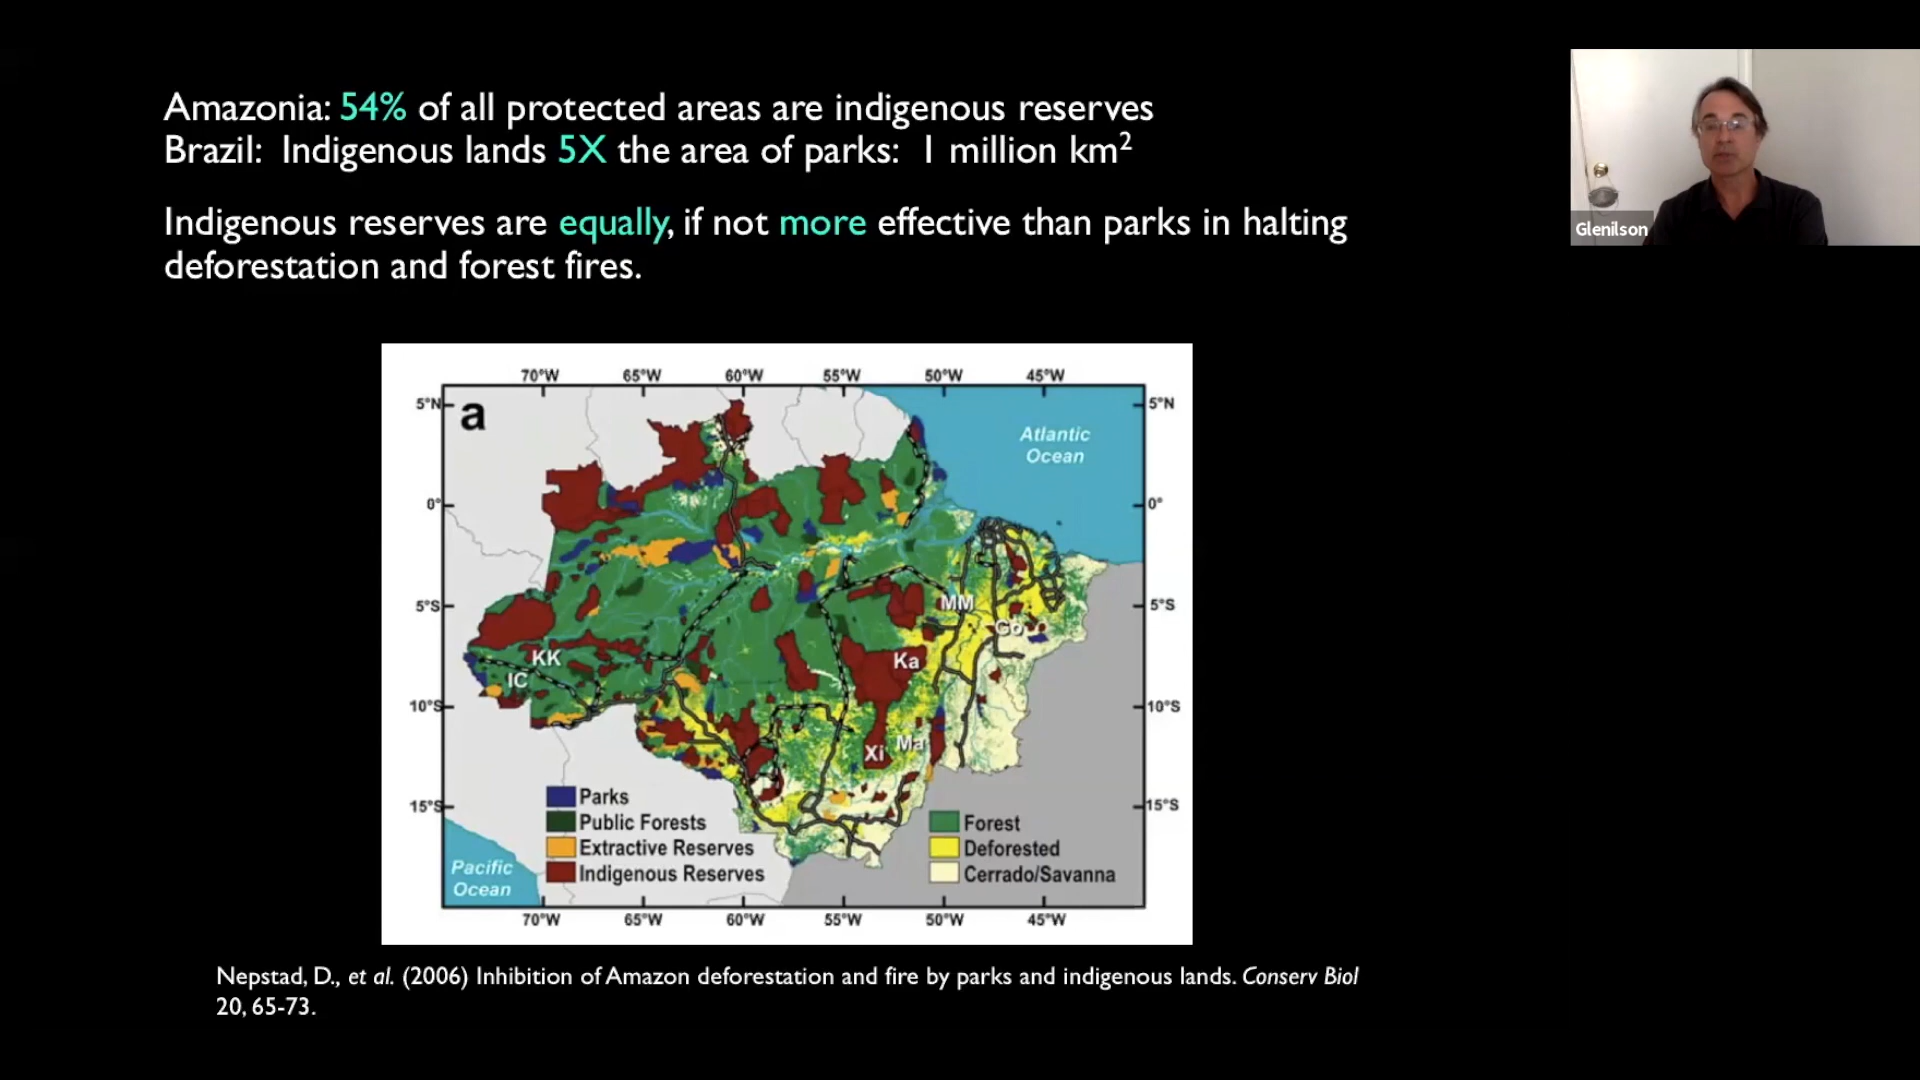 Amazonia: 54% of all protected areas are indigenous reserves
Brazil: Indigenous lands 5X the area of parks: 1 million km²
Indigenous reserves are equally, if not more effective than parks in halting
deforestation and forest fires.
Glenilson
70°W 65°W 60°W 55°W 50°W 45°W
5°N 5°N
a
Atlantic
Ocean
0° 0°
5°S 5°S
MM
Go
KK
Ka
IC
10°S 10°S
Ma
Xi
15°S 15°S
Parks
Public Forests
Extractive Reserves
Indigenous Reserves
Forest
Deforested
Cerrado/Savanna
Pacific
Ocean
70°W 65°W 60°W 55°W 50°W 45°W
Nepstad, D., et al. (2006) Inhibition of Amazon deforestation and fire by parks and indigenous lands. Conserv Biol
20, 65-73.